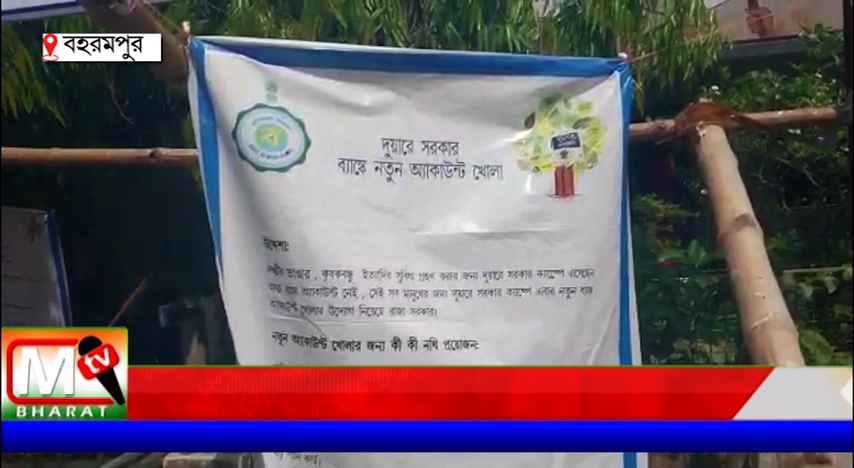 বহরমপুর
দুয়ারে সরকার
ব্যাঙ্কে নতুন অ্যাকাউন্ট খোলা
উদ্দেশ্য:
লক্ষ্মীর ভাণ্ডার, কৃষকবন্ধু ইত্যাদির সুবিধা গ্রহণ করার জন্য দুয়ারে সরকার ক্যাম্পে এসেছেন
অথচ ব্যাঙ্ক অ্যাকাউন্ট নেই, সেই সব মানুষের জন্য দুয়ারে সরকার ক্যাম্পে এবার নতুন ব্যাঙ্ক
অ্যাকাউন্ট খোলার উদ্যোগ নিয়েছে রাজ্য সরকার।
নতুন অ্যাকাউন্ট খোলার জন্য কী কী নথি প্রয়োজন:
M tv
BHARAT